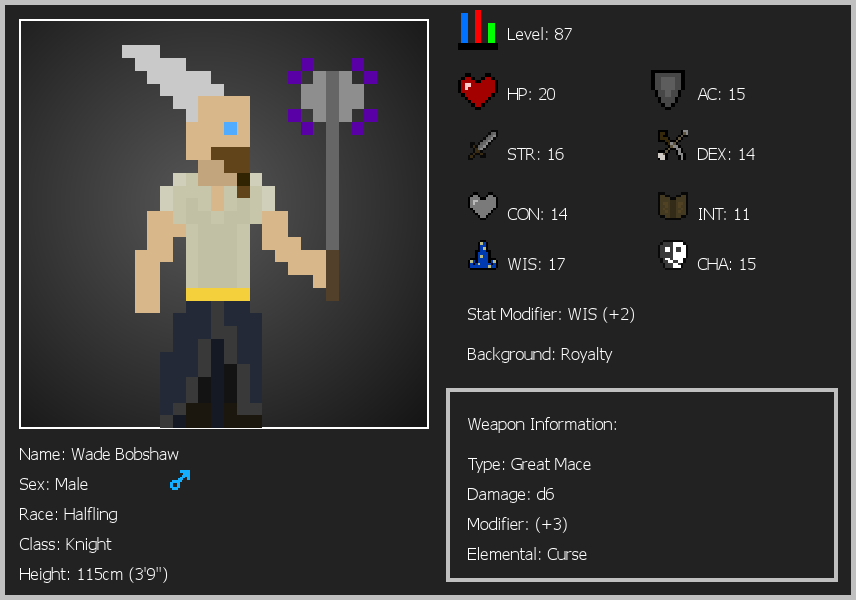 Level: 87
HP: 20
AC: 15
STR: 16
DEX: 14
CON: 14
INT: 11
WIS: 17
CHA: 15
Stat Modifier: WIS (+2)
Background: Royalty
Weapon Information:
Type: Great Mace
Damage: d6
Modifier: (+3)
Elemental: Curse
Name: Wade Bobshaw
Sex: Male
Race: Halfling
Class: Knight
Height: 115cm (3'9")